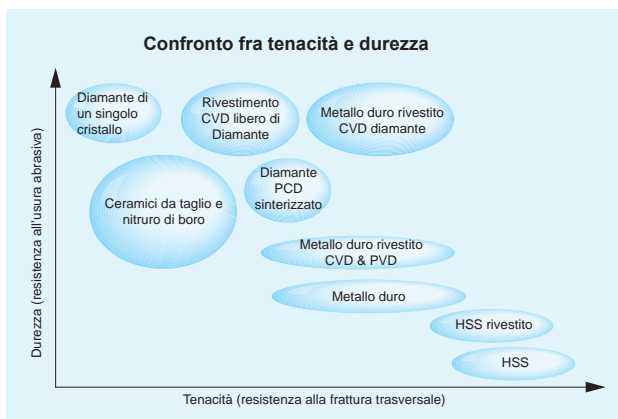 Confronto fra tenacità e durezza
Diamante di
un singolo
cristallo
Rivestimento
CVD libero di
Diamante
Metallo duro rivestito
CVD diamante
Ceramici da taglio e
nitruro di boro
Diamante
PCD
sinterizzato
Metallo duro rivestito
CVD & PVD
Metallo duro
HSS rivestito
HSS
Durezza (resistenza all'usura abrasiva)
Tenacità (resistenza alla frattura trasversale)